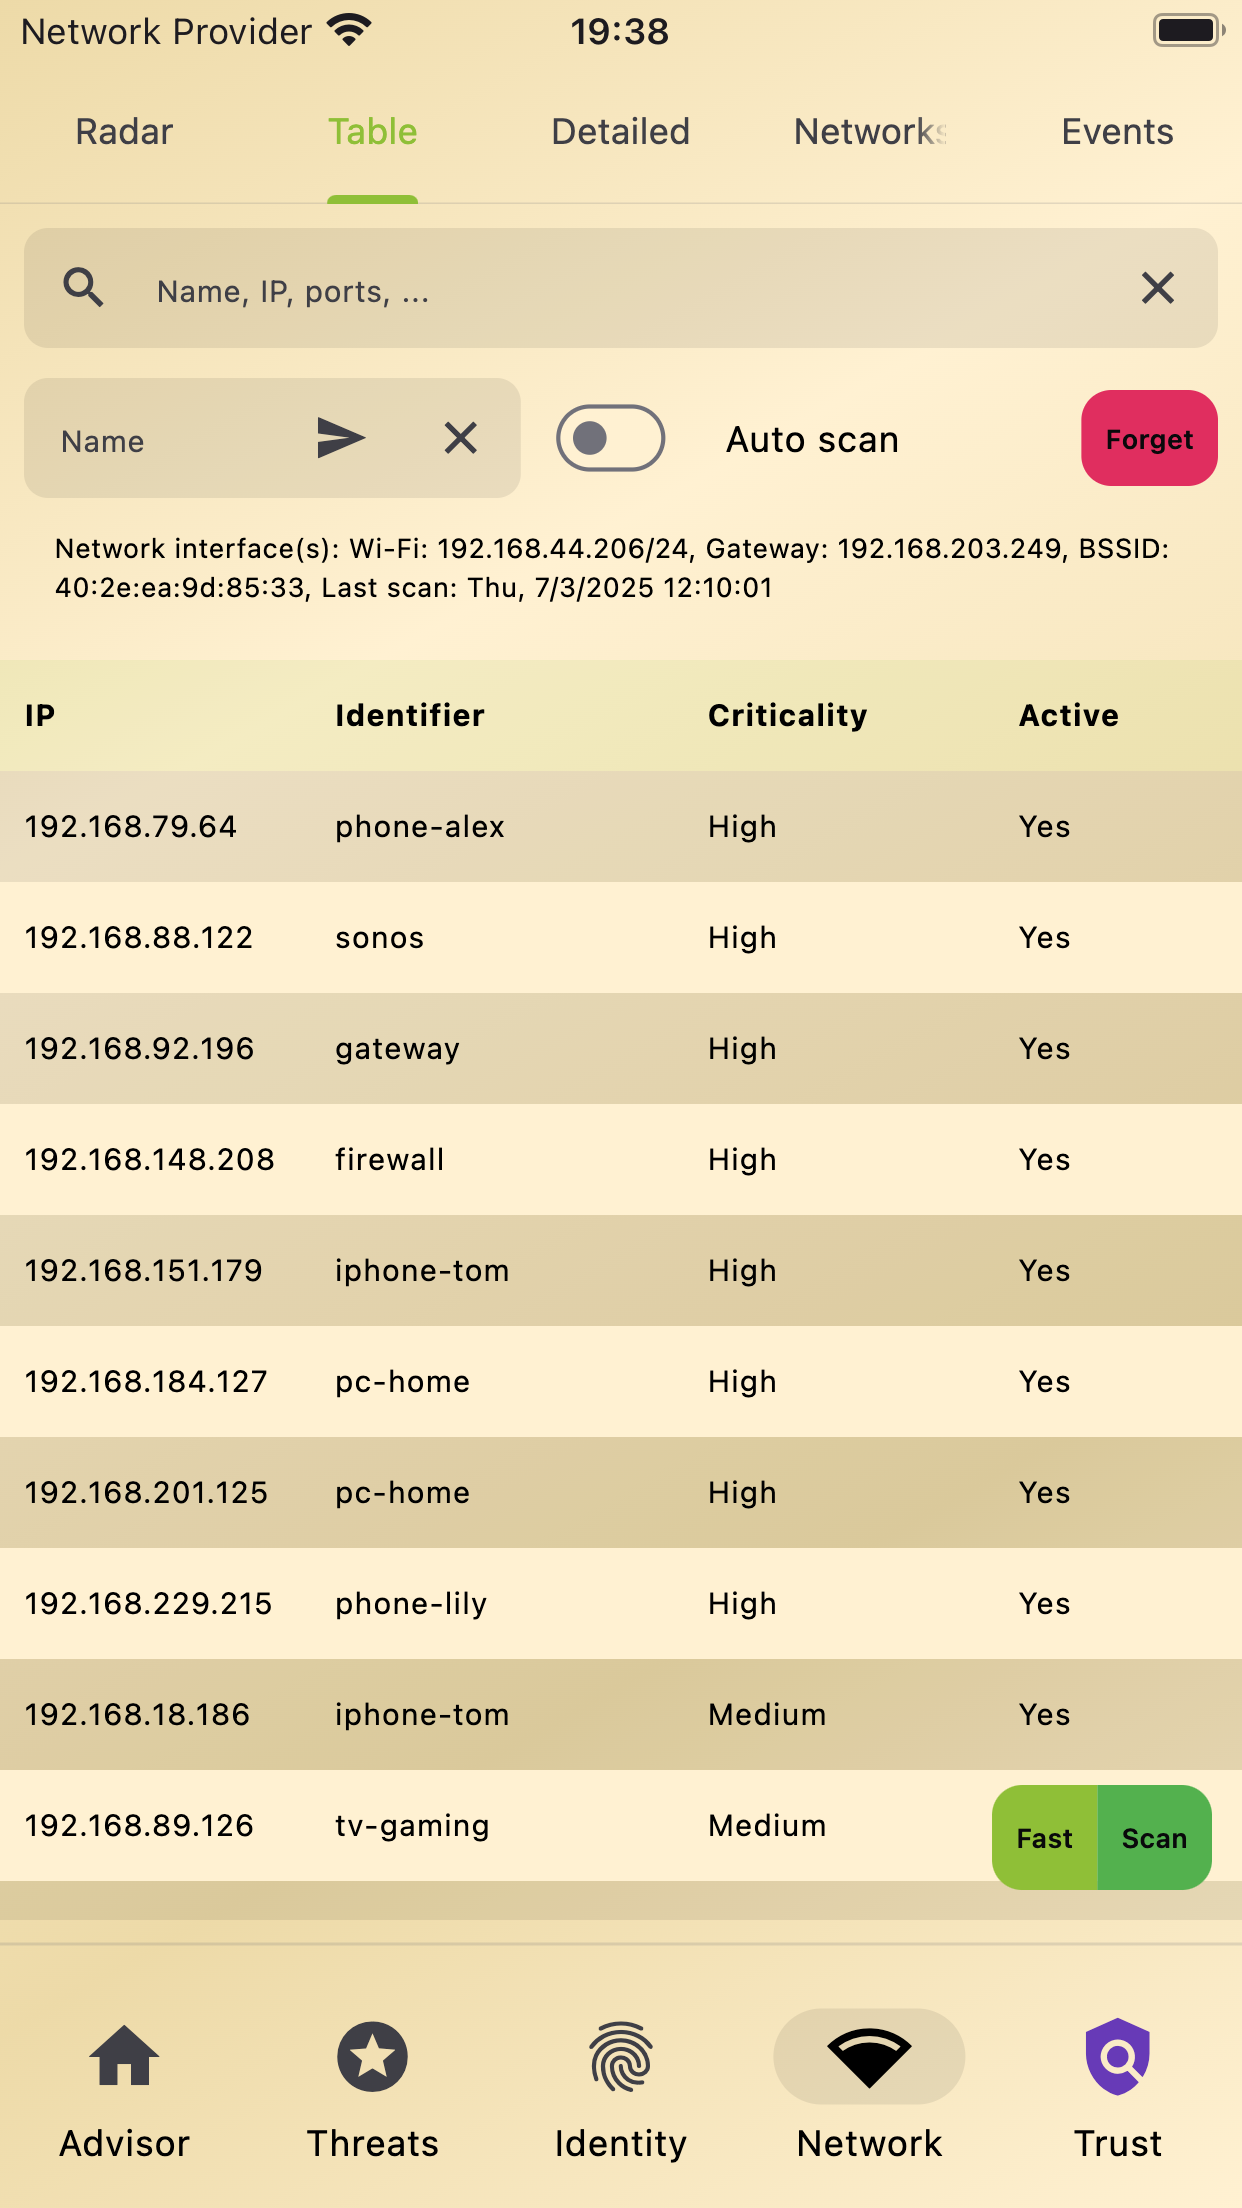 Network Provider 19:38
Radar Table Detailed Networks Events
Name, IP, ports, ...
Name Auto scan Forget
Network interface(s): Wi-Fi: 192.168.44.206/24, Gateway: 192.168.203.249, BSSID:
40:2e:ea:9d:85:33, Last scan: Thu, 7/3/2025 12:10:01
IP Identifier Criticality Active
192.168.79.64 phone-alex High Yes
192.168.88.122 sonos High Yes
192.168.92.196 gateway High Yes
192.168.148.208 firewall High Yes
192.168.151.179 iphone-tom High Yes
192.168.184.127 pc-home High Yes
192.168.201.125 pc-home High Yes
192.168.229.215 phone-lily High Yes
192.168.18.186 iphone-tom Medium Yes
192.168.89.126 tv-gaming Medium
Fast Scan
Advisor Threats Identity Network Trust